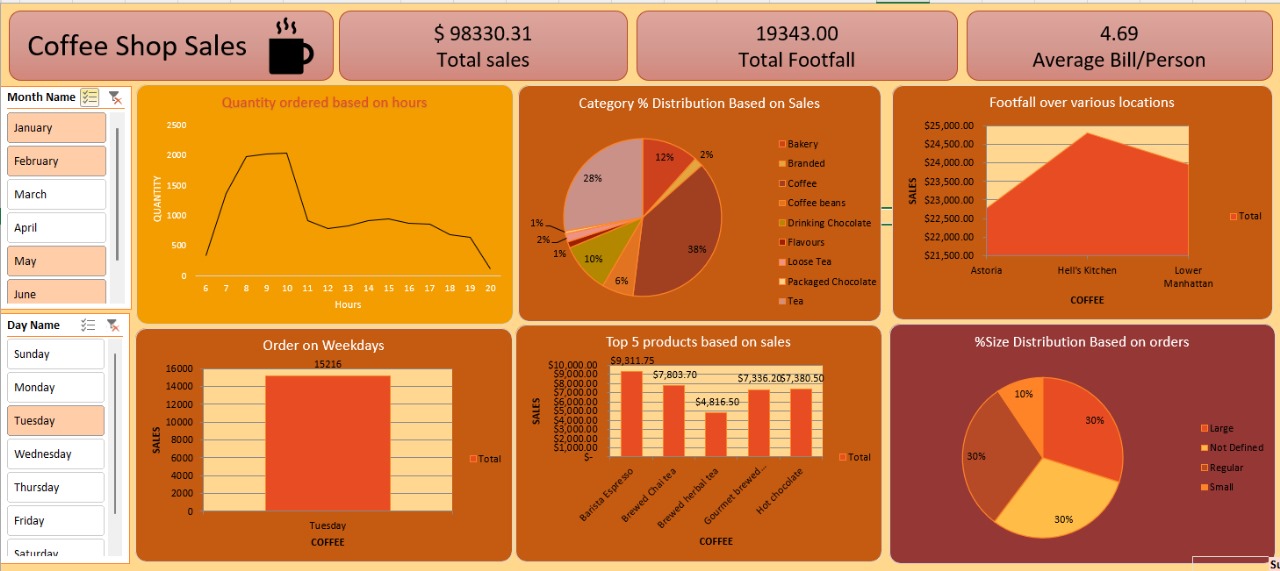 Coffee Shop Sales
$ 98330.31
Total sales
19343.00
Total Footfall
4.69
Average Bill/Person
Month Name
January
February
March
April
May
June
Day Name
Sunday
Monday
Tuesday
Wednesday
Thursday
Friday
Saturday
Quantity ordered based on hours
QUANTITY
2500
2000
1500
1000
500
0
6 7 8 9 10 11 12 13 14 15 16 17 18 19 20
Hours
Category % Distribution Based on Sales
12%
2%
38%
6%
10%
1%
2%
1%
28%
Bakery
Branded
Coffee
Coffee beans
Drinking Chocolate
Flavours
Loose Tea
Packaged Chocolate
Tea
Footfall over various locations
SALES
$25,000.00
$24,500.00
$24,000.00
$23,500.00
$23,000.00
$22,500.00
$22,000.00
$21,500.00
Astoria Hell's Kitchen Lower
Manhattan
COFFEE
Total
Order on Weekdays
SALES
16000
14000
12000
10000
8000
6000
4000
2000
0
15216
Tuesday
COFFEE
Total
Top 5 products based on sales
SALES
$10,000.00
$9,000.00
$8,000.00
$7,000.00
$6,000.00
$5,000.00
$4,000.00
$3,000.00
$2,000.00
$1,000.00
$-
$9,311.75
$7,803.70
$4,816.50
$7,336.20
$7,380.50
Barista Espresso
Brewed Chai tea
Brewed herbal tea
Gourmet brewed...
Hot chocolate
COFFEE
Total
%Size Distribution Based on orders
30%
30%
30%
10%
Large
Not Defined
Regular
Small